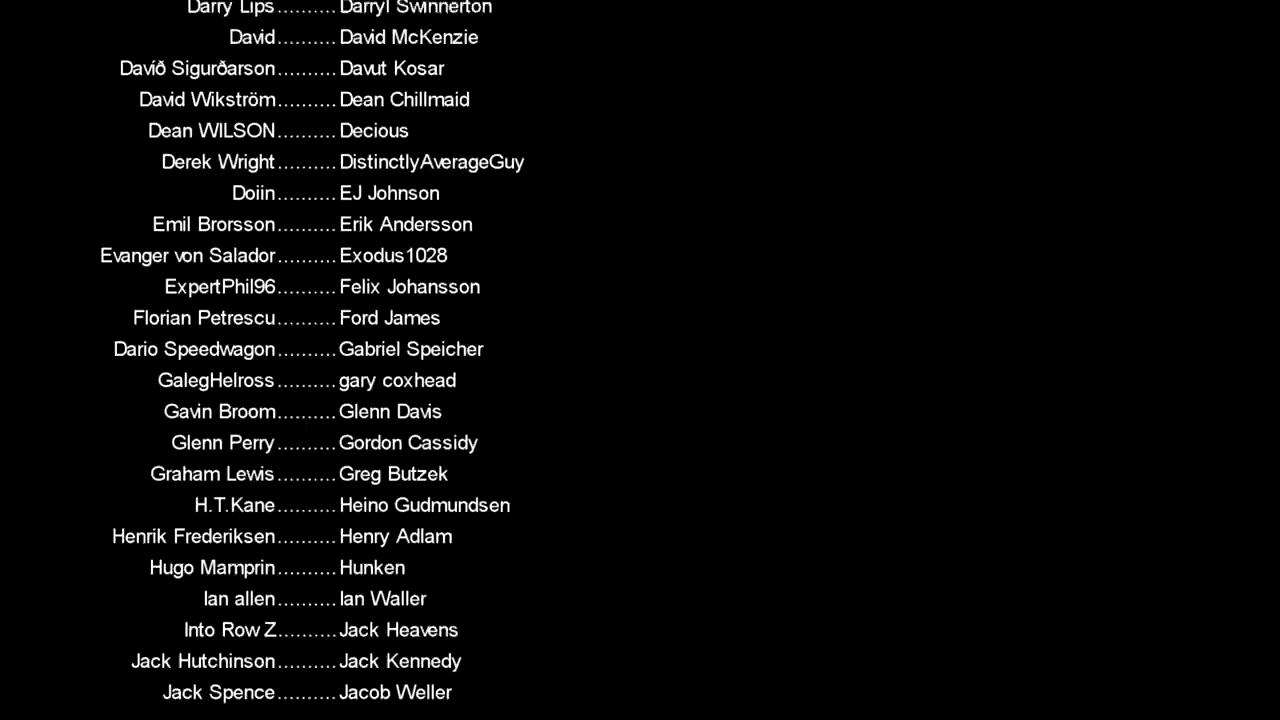 Darry Lips..........Darryl Swinnerton
David..........David McKenzie
Davíð Sigurðarson..........Davut Kosar
David Wikström..........Dean Chillmaid
Dean WILSON..........Decious
Derek Wright..........DistinctlyAverageGuy
Doiin..........EJ Johnson
Emil Brorsson..........Erik Andersson
Evanger von Salador..........Exodus1028
ExpertPhil96..........Felix Johansson
Florian Petrescu..........Ford James
Dario Speedwagon..........Gabriel Speicher
GalegHelross..........gary coxhead
Gavin Broom..........Glenn Davis
Glenn Perry..........Gordon Cassidy
Graham Lewis..........Greg Butzek
H.T.Kane..........Heino Gudmundsen
Henrik Frederiksen..........Henry Adlam
Hugo Mamprin..........Hunken
Ian allen..........Ian Waller
Into Row Z..........Jack Heavens
Jack Hutchinson..........Jack Kennedy
Jack Spence..........Jacob Weller